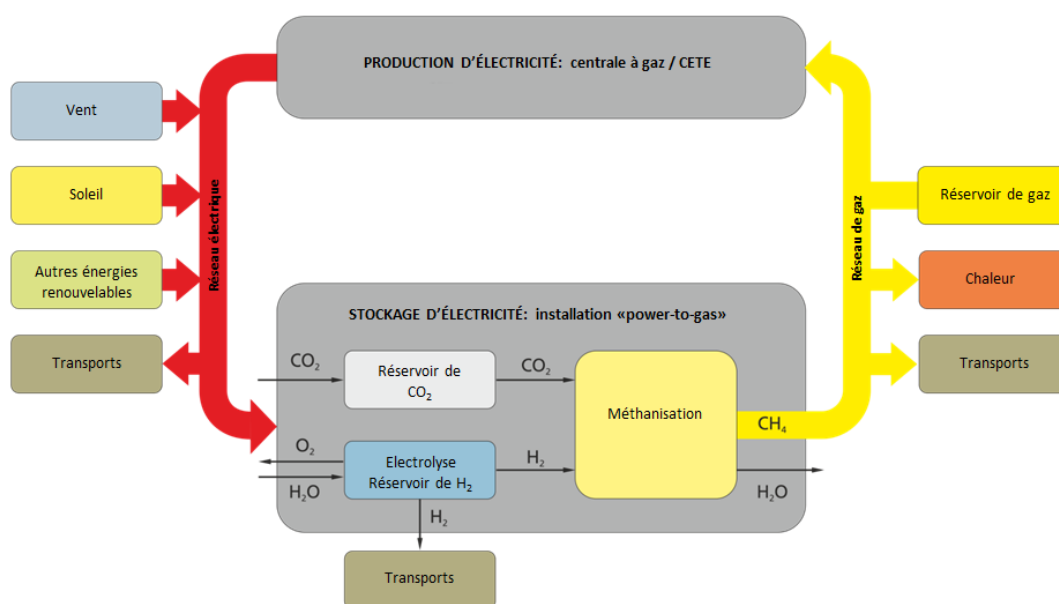 PRODUCTION D'ÉLECTRICITÉ: centrale à gaz / CETE
Vent
Soleil
Autres énergies
renouvelables
Transports
Réseau électrique
Réseau de gaz
Réservoir de gaz
Chaleur
Transports
STOCKAGE D'ÉLECTRICITÉ: installation «power-to-gas»
CO₂
Réservoir de
CO₂
CO₂
Méthanisation
CH₄
O₂
H₂O
Electrolyse
Réservoir de H₂
H₂
H₂O
H₂
Transports